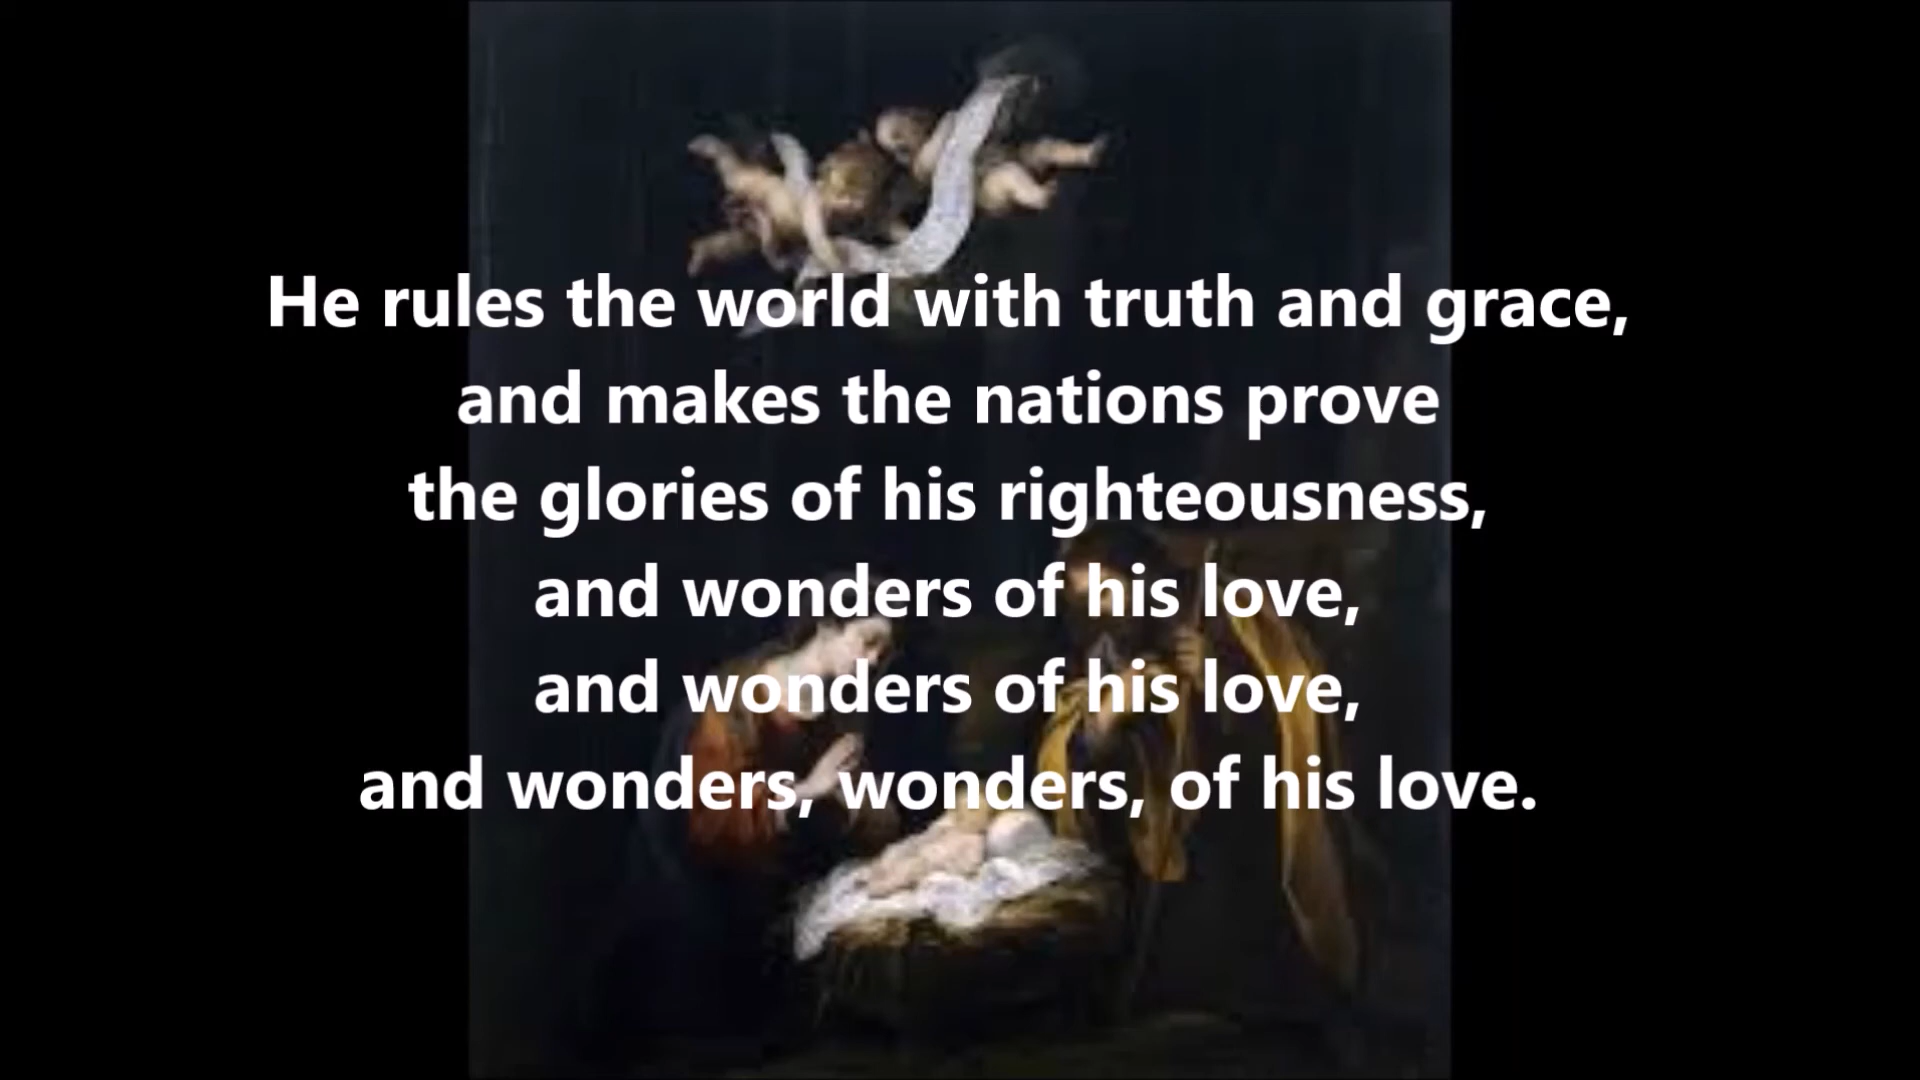 He rules the world with truth and grace,
and makes the nations prove
the glories of his righteousness,
and wonders of his love,
and wonders of his love,
and wonders, wonders, of his love.